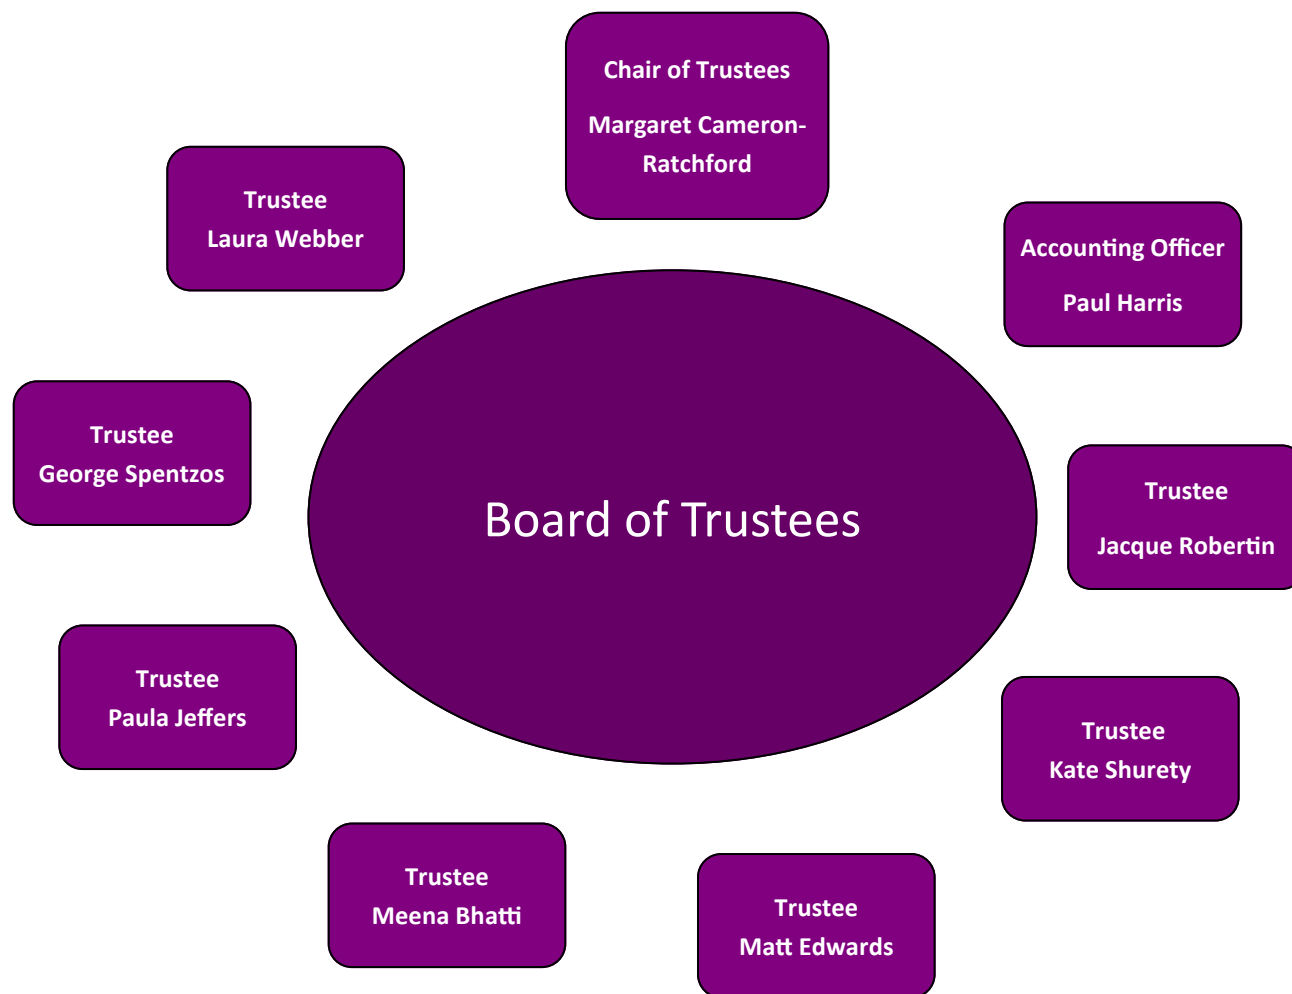 Chair of Trustees
Margaret Cameron-
Ratchford
Trustee
Laura Webber
Accounting Officer
Paul Harris
Trustee
George Spentzos
Board of Trustees
Trustee
Jacque Robertin
Trustee
Paula Jeffers
Trustee
Kate Shurety
Trustee
Meena Bhatti
Trustee
Matt Edwards